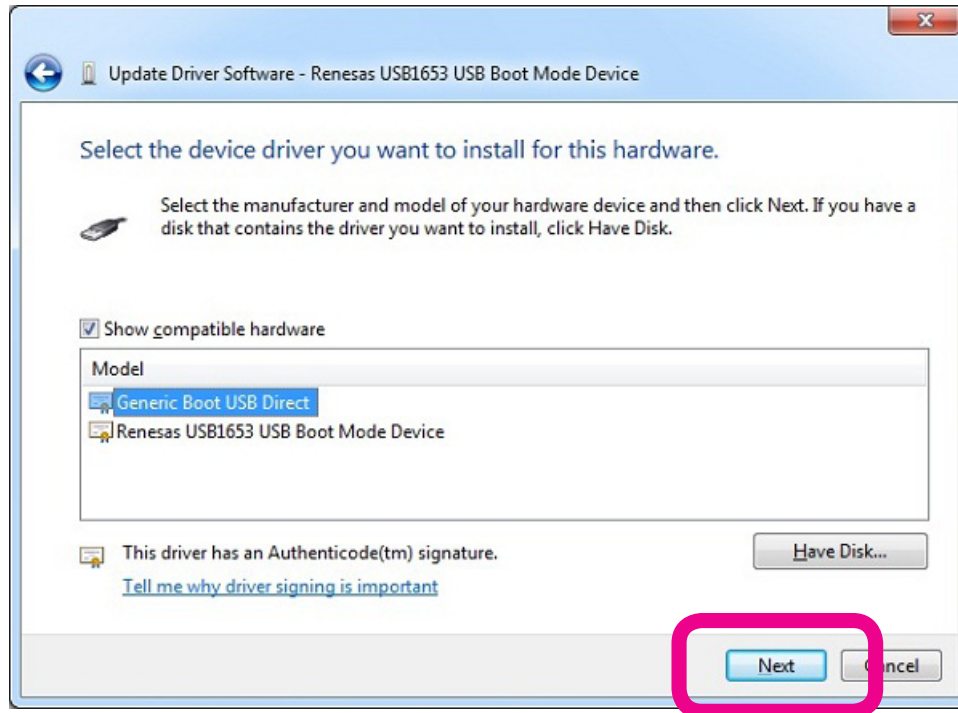 Update Driver Software - Renesas USB1653 USB Boot Mode Device
Select the device driver you want to install for this hardware.
Select the manufacturer and model of your hardware device and then click Next. If you have a
disk that contains the driver you want to install, click Have Disk.
Show compatible hardware
Model
Generic Boot USB Direct
Renesas USB1653 USB Boot Mode Device
This driver has an Authenticode(tm) signature.
Have Disk...
Tell me why driver signing is important
Next
Cancel